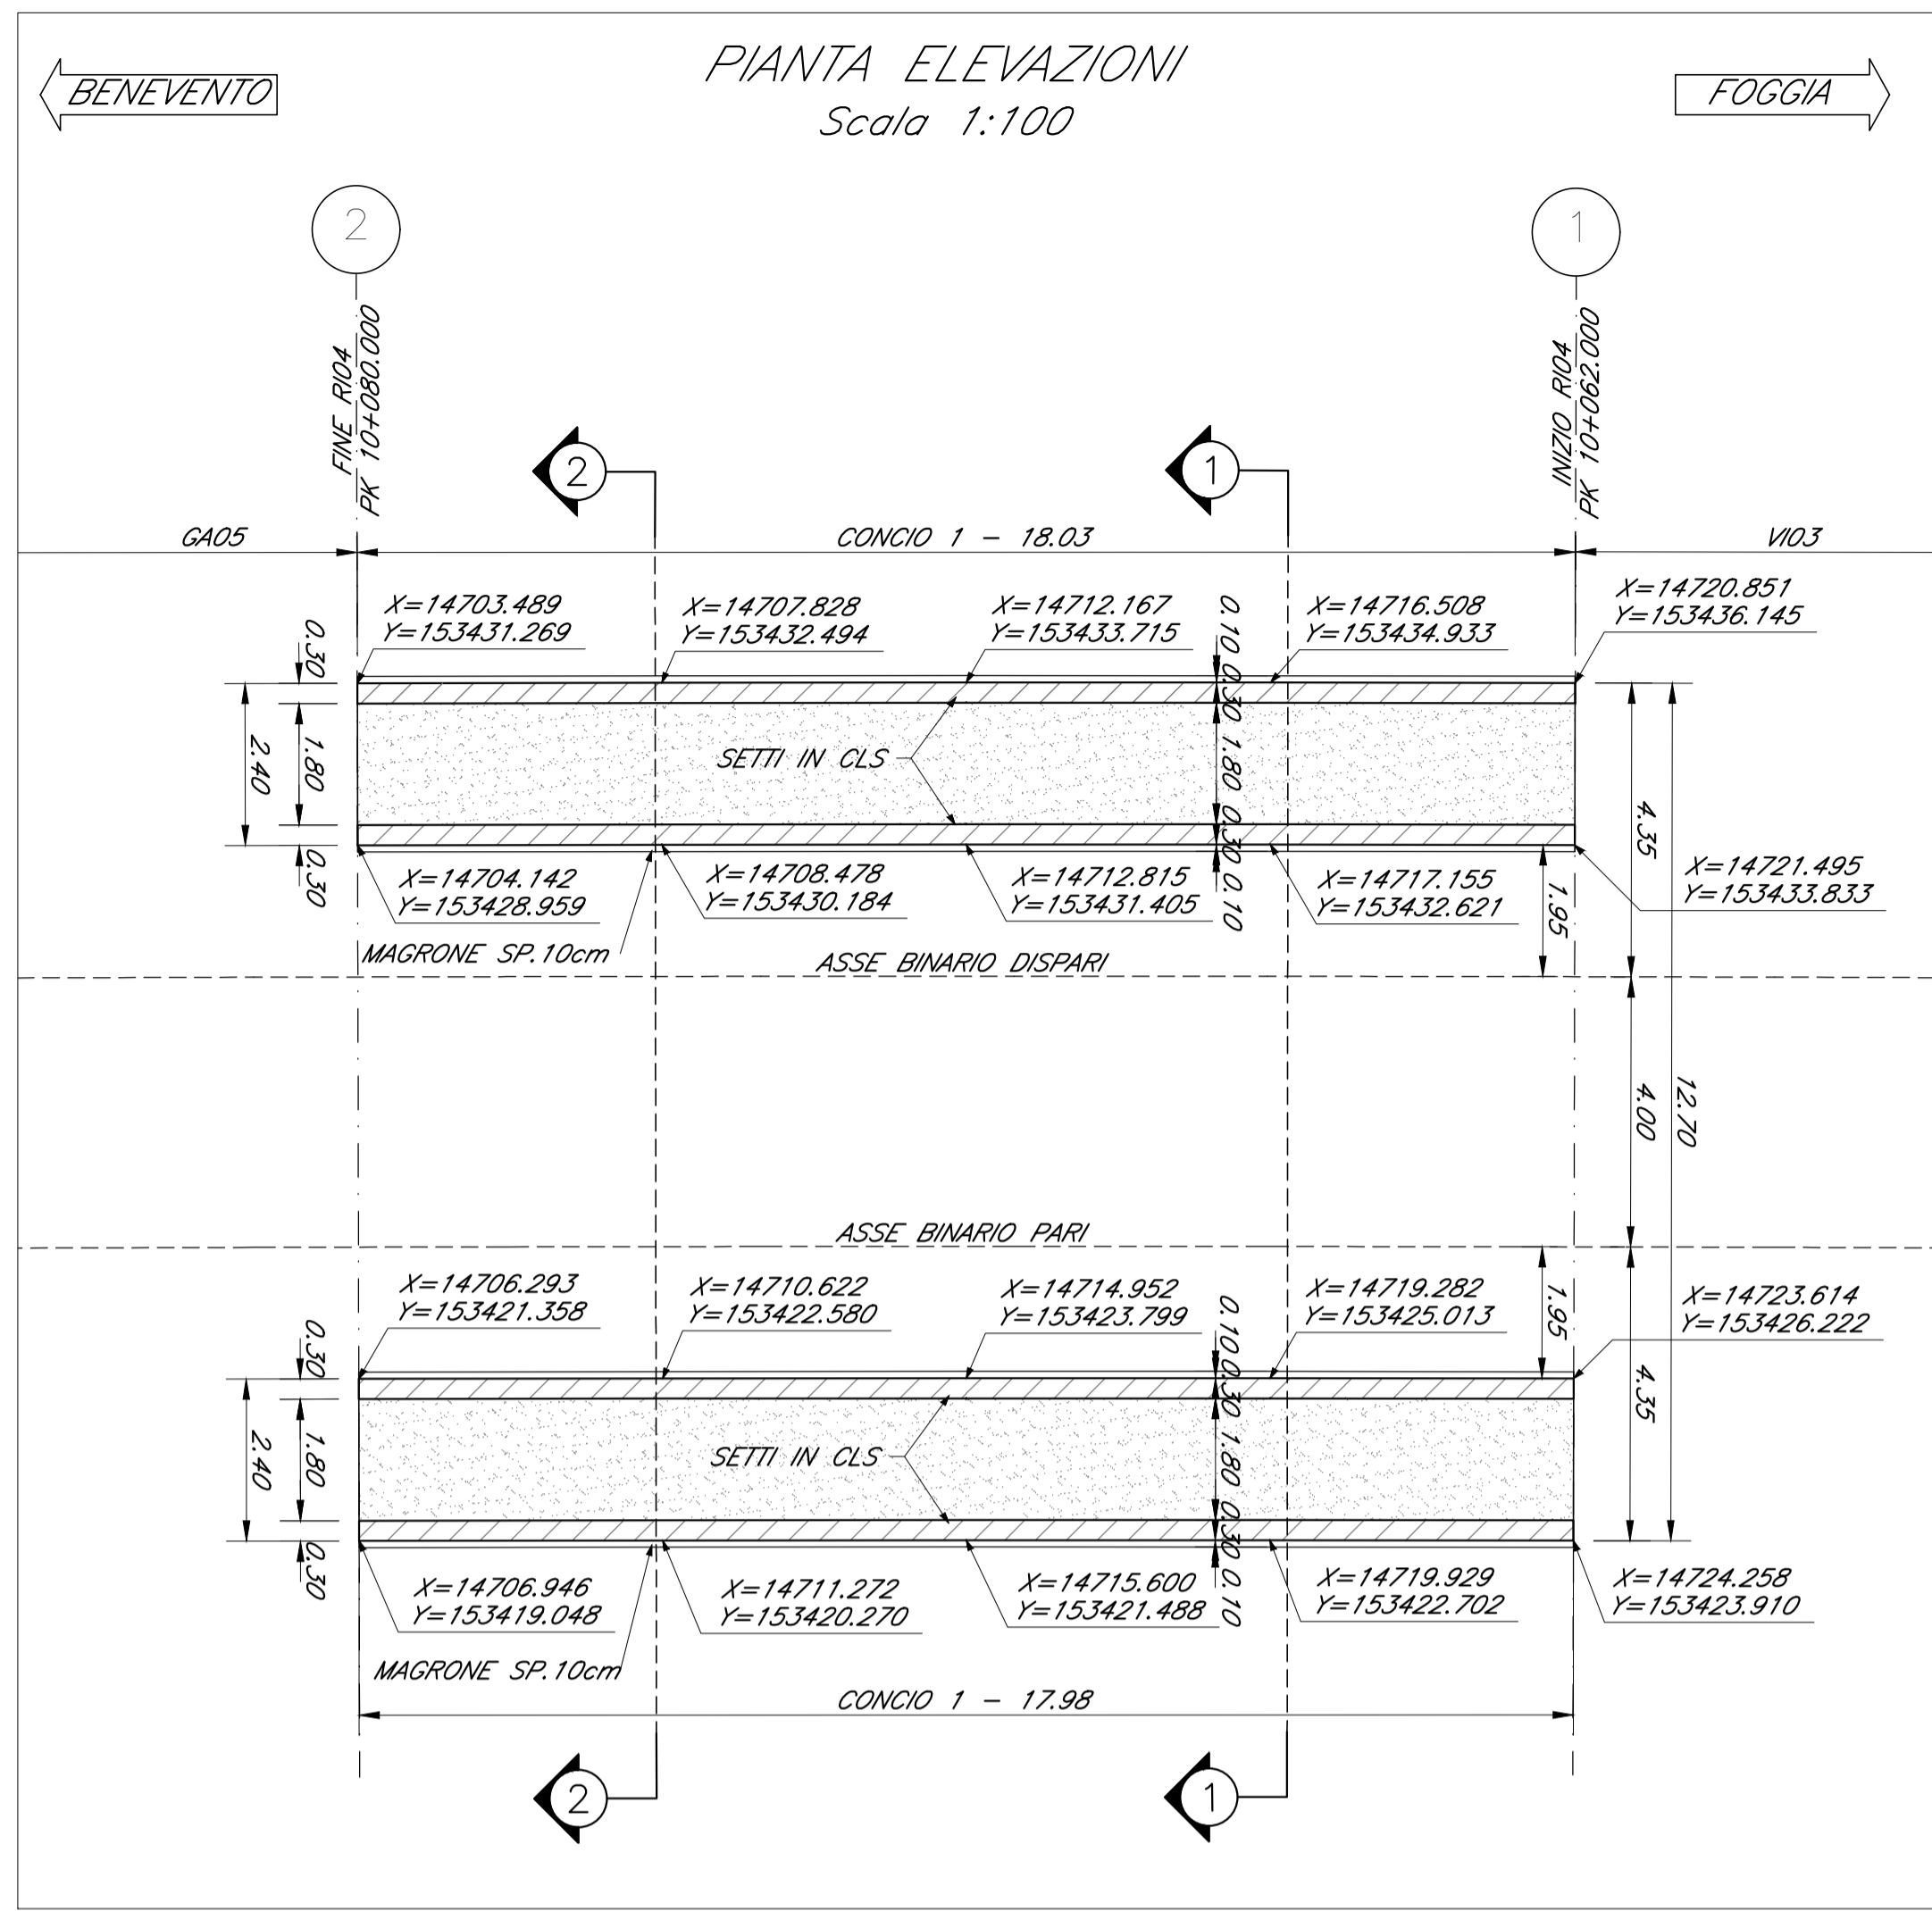 PIANTA ELEVAZIONI
Scala 1:100
BENEVENTO
FOGGIA
2
1
FINE RI04
PK 10+080.000
INIZIO RI04
PK 10+062.000
2
1
GA05
CONCIO 1 - 18.03
VI03
X=14703.489
Y=153431.269
X=14707.828
Y=153432.494
X=14712.167
Y=153433.715
X=14716.508
Y=153434.933
X=14720.851
Y=153436.145
0.30
1.80
2.40
0.30
0.10
0.30
1.80
0.30
0.10
SETTI IN CLS
4.35
1.95
X=14704.142
Y=153428.959
X=14708.478
Y=153430.184
X=14712.815
Y=153431.405
X=14717.155
Y=153432.621
X=14721.495
Y=153433.833
MAGRONE SP.10cm
ASSE BINARIO DISPARI
4.00
12.70
ASSE BINARIO PARI
X=14706.293
Y=153421.358
X=14710.622
Y=153422.580
X=14714.952
Y=153423.799
X=14719.282
Y=153425.013
X=14723.614
Y=153426.222
1.95
4.35
0.30
1.80
2.40
0.30
0.10
0.30
1.80
0.30
0.10
SETTI IN CLS
X=14706.946
Y=153419.048
X=14711.272
Y=153420.270
X=14715.600
Y=153421.488
X=14719.929
Y=153422.702
X=14724.258
Y=153423.910
MAGRONE SP.10cm
CONCIO 1 - 17.98
2
1